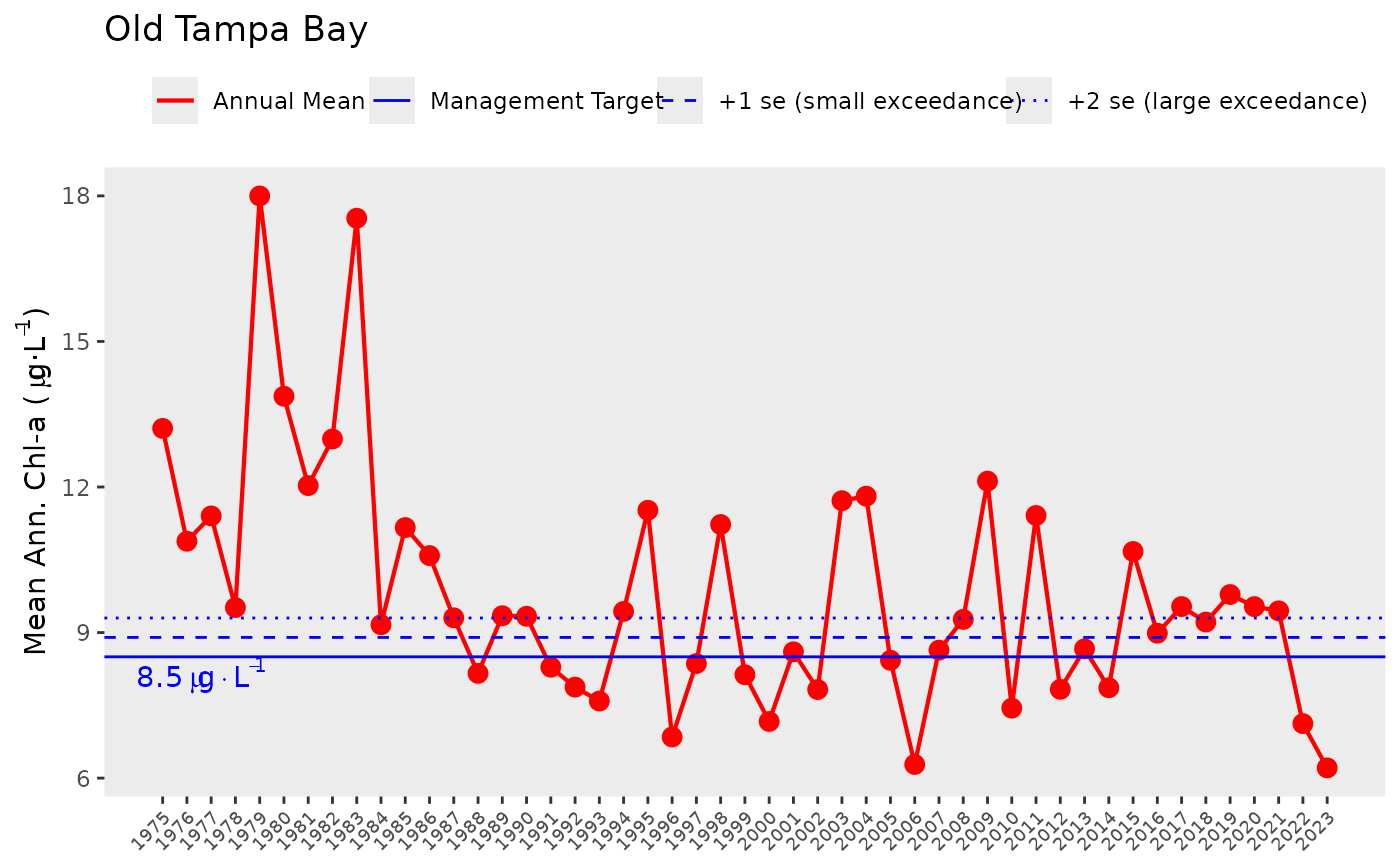 Old Tampa Bay
Annual Mean Management Target +1 se (small exceedance) +2 se (large exceedance)
Mean Ann. Chl-a (μg·L⁻¹)
18
15
12
9
6
8.5 μg · L⁻¹
1975 1976 1977 1978 1979 1980 1981 1982 1983 1984 1985 1986 1987 1988 1989 1990 1991 1992 1993 1994 1995 1996 1997 1998 1999 2000 2001 2002 2003 2004 2005 2006 2007 2008 2009 2010 2011 2012 2013 2014 2015 2016 2017 2018 2019 2020 2021 2022 2023